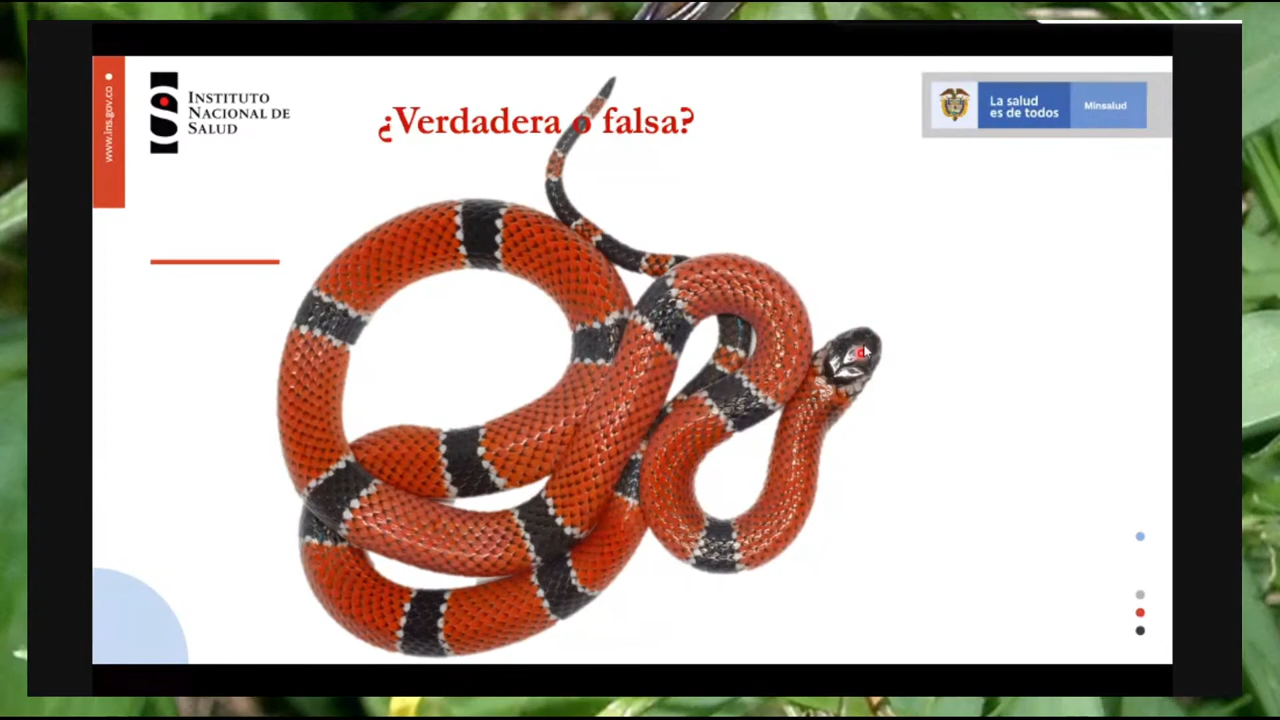 www.ins.gov.co
INSTITUTO
NACIONAL DE
SALUD
¿Verdadera o falsa?
La salud
es de todos
Minsalud